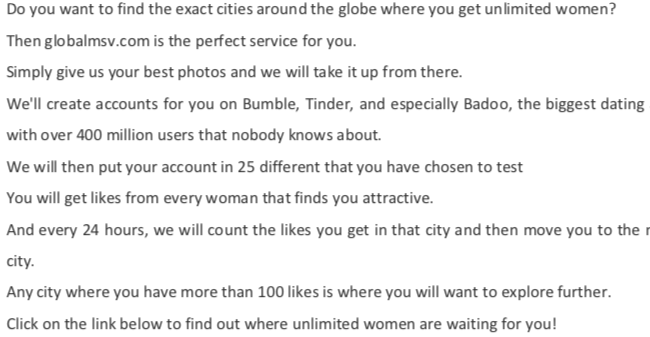 Do you want to find the exact cities around the globe where you get unlimited women?
Then globalmsv.com is the perfect service for you.
Simply give us your best photos and we will take it up from there.
We'll create accounts for you on Bumble, Tinder, and especially Badoo, the biggest dating
with over 400 million users that nobody knows about.
We will then put your account in 25 different that you have chosen to test
You will get likes from every woman that finds you attractive.
And every 24 hours, we will count the likes you get in that city and then move you to the
city.
Any city where you have more than 100 likes is where you will want to explore further.
Click on the link below to find out where unlimited women are waiting for you!